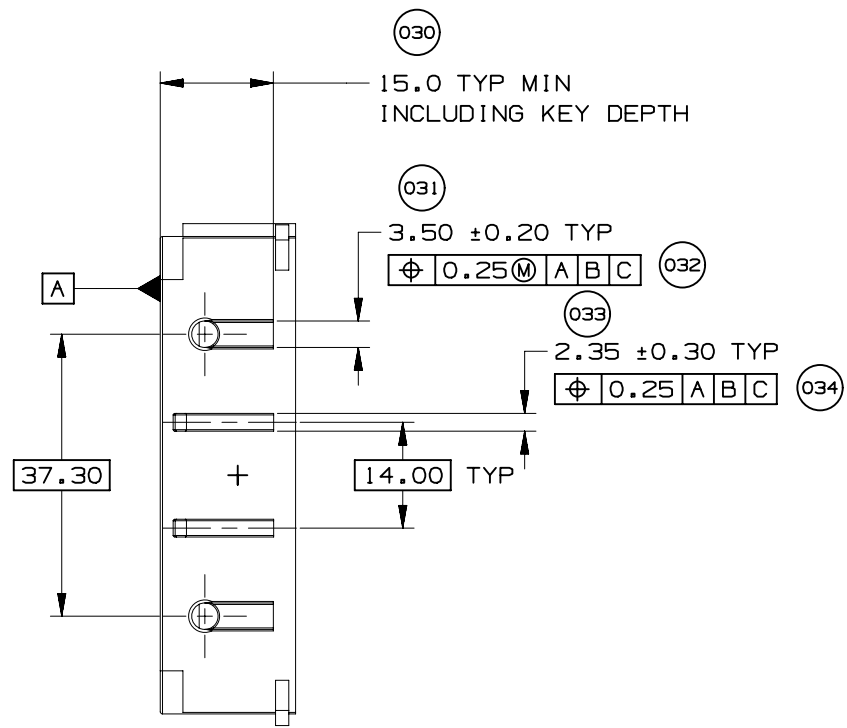 030
15.0 TYP MIN
INCLUDING KEY DEPTH
031
3.50 ±0.20 TYP
⌖ 0.25Ⓜ A B C 032
A
033
2.35 ±0.30 TYP
⌖ 0.25 A B C 034
37.30
14.00 TYP